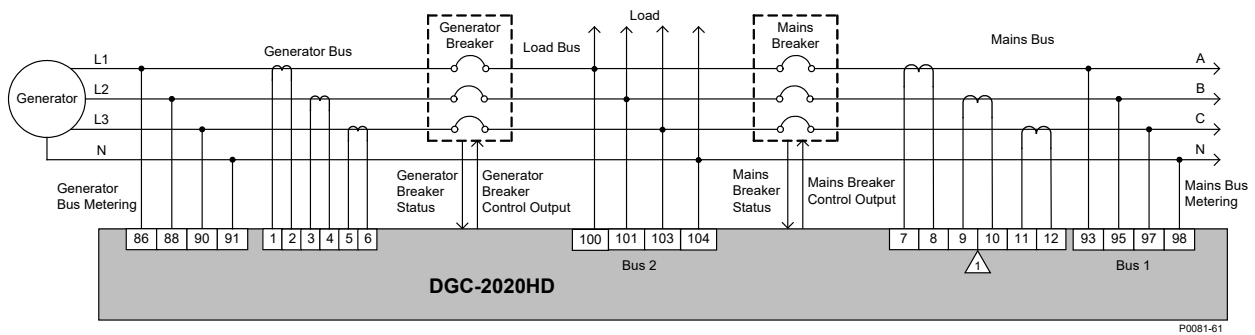 Load
Generator
Breaker
Mains
Breaker
Generator Bus
Load Bus
Mains Bus
L1
A
Generator
L2
B
L3
C
N
N
Generator
Bus Metering
Generator
Breaker
Status
Generator
Breaker
Control Output
Mains
Breaker
Status
Mains Breaker
Control Output
Mains Bus
Metering
86 88 90 91 1 2 3 4 5 6 100 101 103 104 7 8 9 10 11 12 93 95 97 98
Bus 2
1
Bus 1
DGC-2020HD
P0081-61